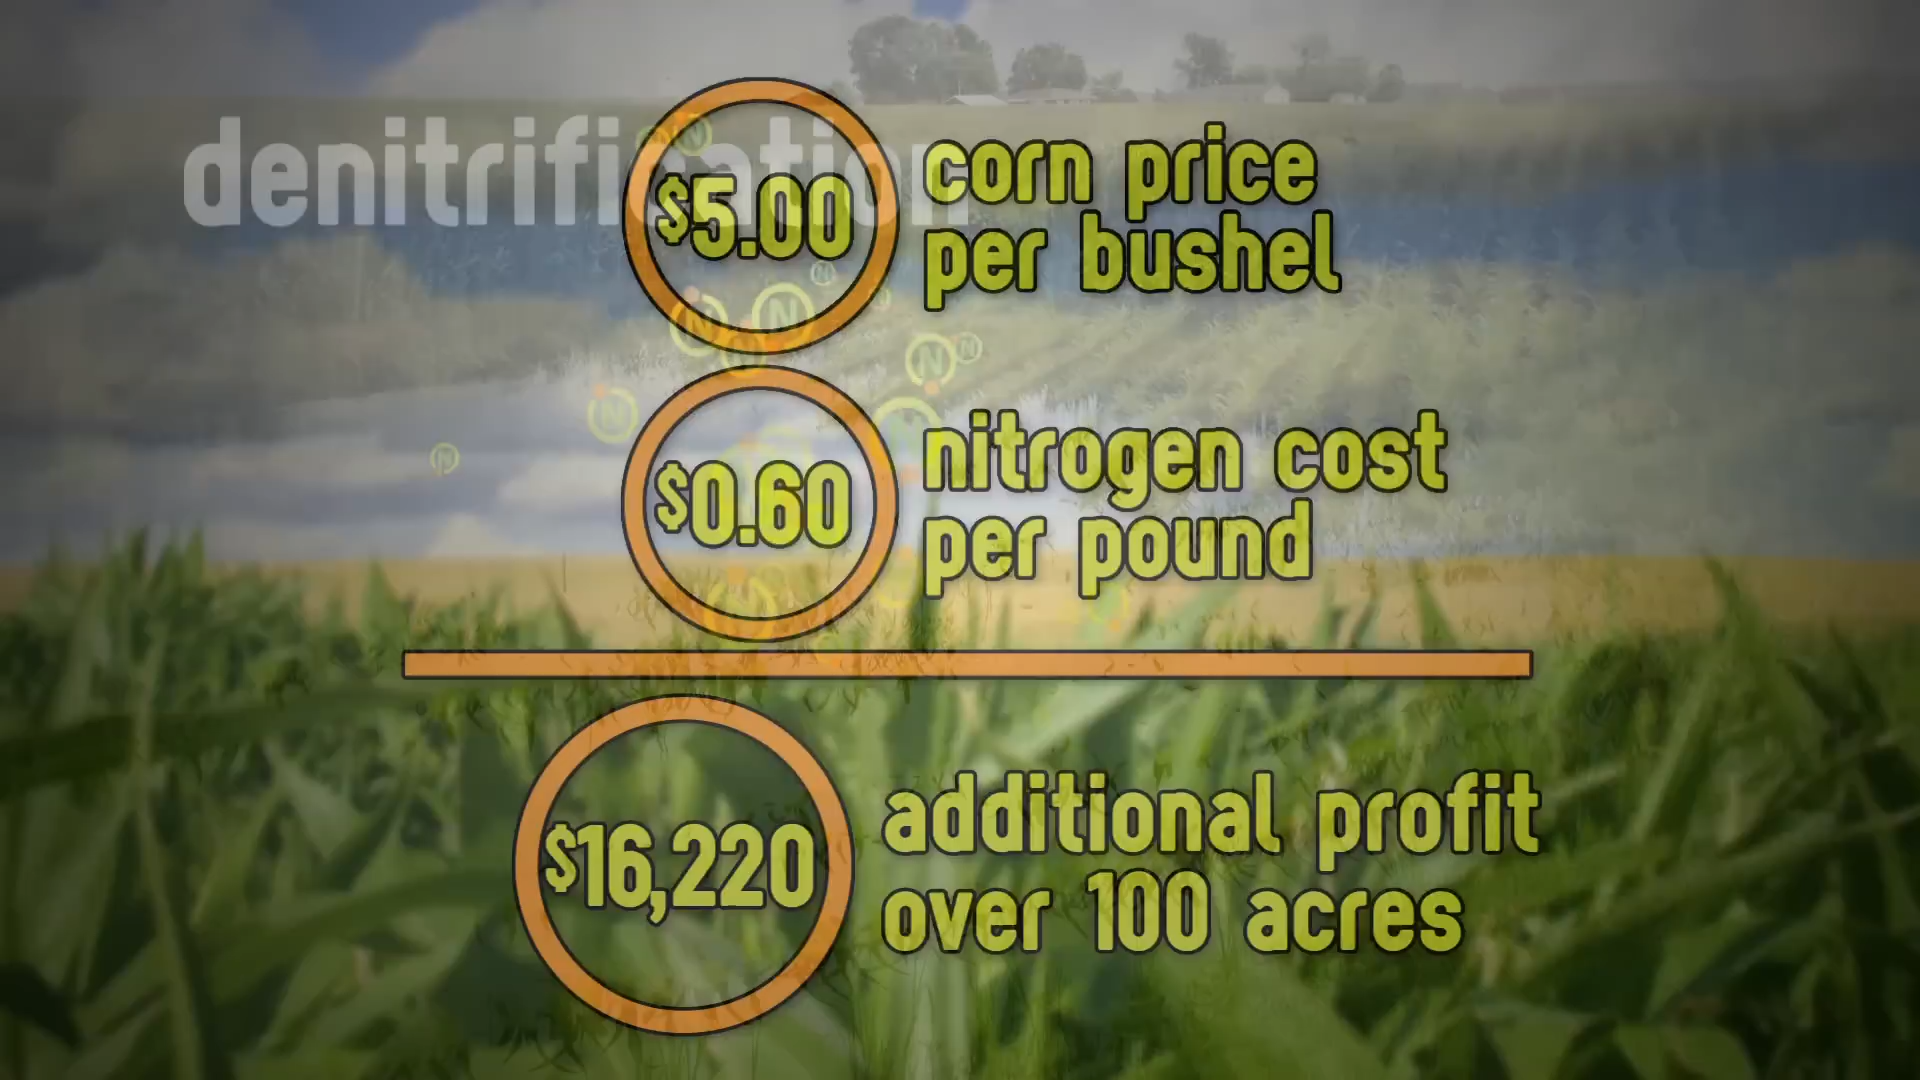 denitrification
$5.00
corn price
per bushel
N
N
N
N
N
N
N
$0.60
nitrogen cost
per pound
$16,220
additional profit
over 100 acres